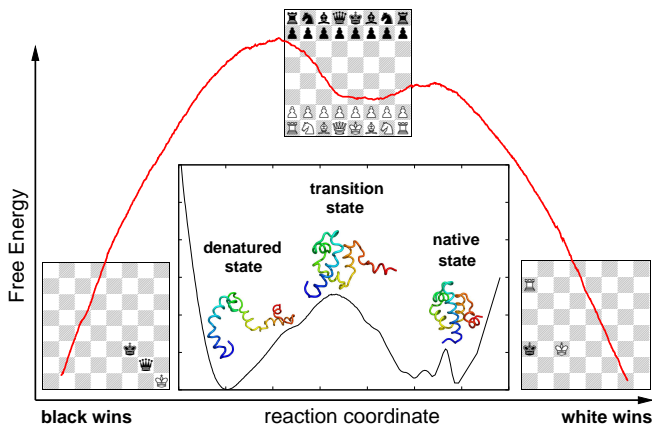 Free Energy
transition
state
denatured
state
native
state
black wins
reaction coordinate
white wins